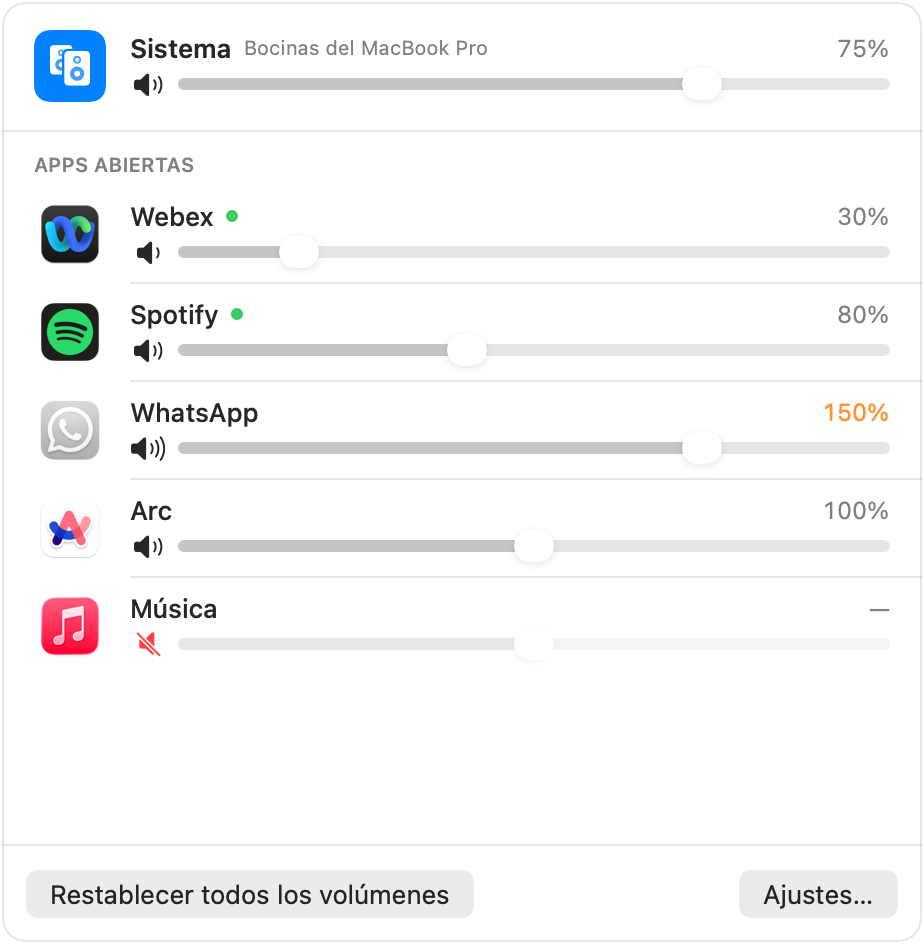 Sistema Bocinas del MacBook Pro 75%
APPS ABIERTAS
Webex 30%
Spotify 80%
WhatsApp 150%
Arc 100%
Música —
Restablecer todos los volúmenes Ajustes...